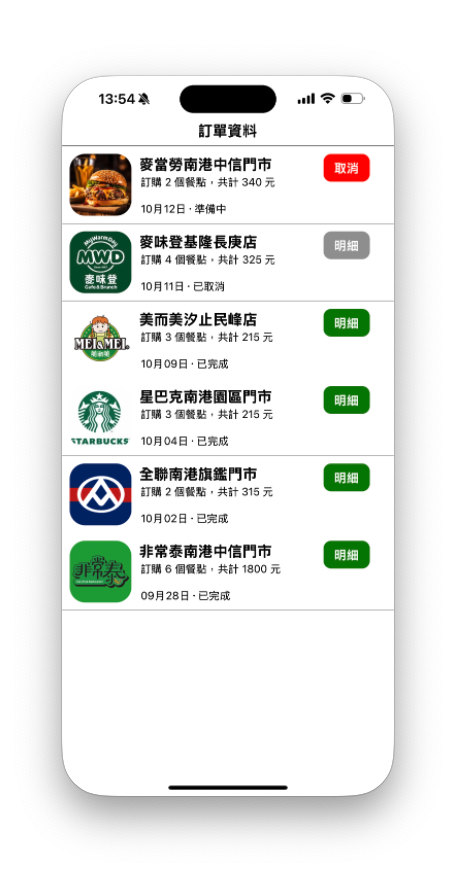 13:54
訂單資料
麥當勞南港中信門市
取消
訂購 2 個餐點，共計 340 元
10月12日 · 準備中
MyWarmDay
MWD
麥味登
Cafe & Brunch
麥味登基隆長庚店
明細
訂購 4 個餐點，共計 325 元
10月11日 · 已取消
MEI&MEI.
美而美
美而美汐止民峰店
明細
訂購 3 個餐點，共計 215 元
10月09日 · 已完成
STARBUCKS
星巴克南港園區門市
明細
訂購 3 個餐點，共計 215 元
10月04日 · 已完成
全聯南港旗鑑門市
明細
訂購 2 個餐點，共計 315 元
10月02日 · 已完成
非常泰
非常泰南港中信門市
明細
訂購 6 個餐點，共計 1800 元
09月28日 · 已完成